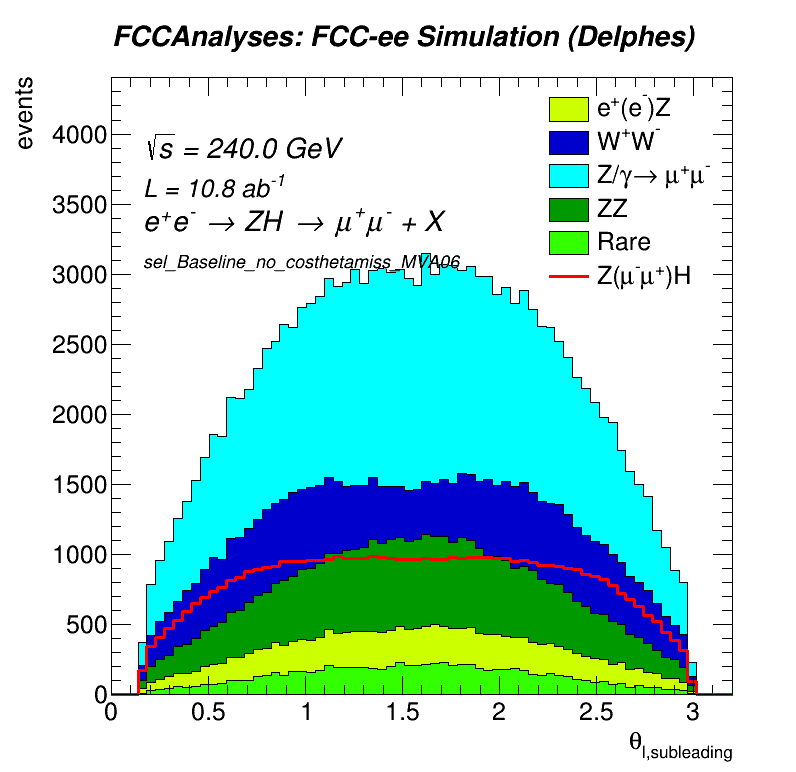 FCCAnalyses: FCC-ee Simulation (Delphes)
events
√s = 240.0 GeV
L = 10.8 ab⁻¹
e⁺e⁻ → ZH → μ⁺μ⁻ + X
sel_Baseline_no_costhetamiss_MVA06
e⁺(e⁻)Z
W⁺W⁻
Z/γ→ μ⁺μ⁻
ZZ
Rare
Z(μ⁻μ⁺)H
4000
3500
3000
2500
2000
1500
1000
500
0
0 0.5 1 1.5 2 2.5 3
θ_l,subleading